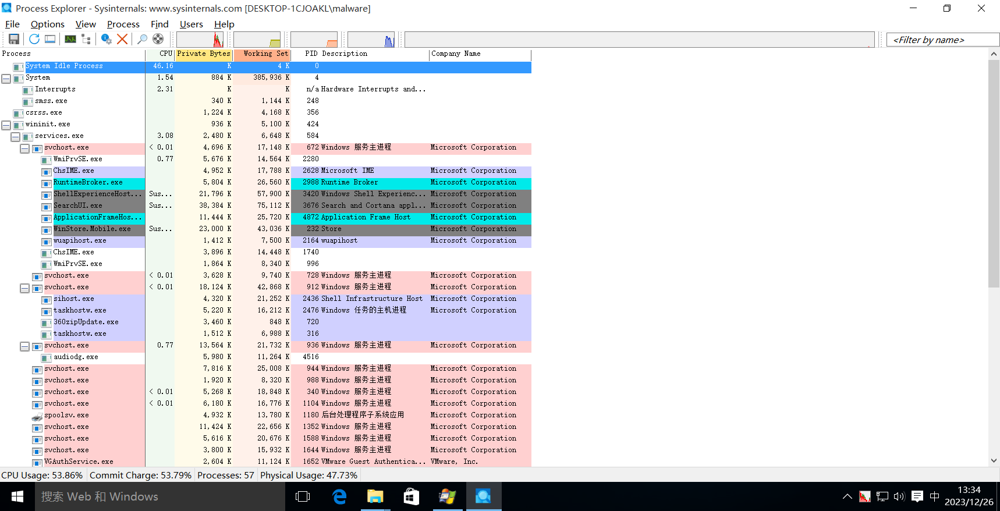 Process Explorer - Sysinternals: www.sysinternals.com [DESKTOP-1CJOAKL\malware]
File Options View Process Find Users Help
<Filter by name>
Process CPU Private Bytes Working Set PID Description Company Name
System Idle Process 46.16 K 4 K 0
System 1.54 884 K 385,936 K 4
Interrupts 2.31 K K n/a Hardware Interrupts and...
smss.exe 340 K 1,144 K 248
csrss.exe 1,224 K 4,168 K 356
wininit.exe 936 K 5,100 K 424
services.exe 3.08 2,480 K 6,648 K 584
svchost.exe < 0.01 4,696 K 17,148 K 672 Windows 服务主进程 Microsoft Corporation
WmiPrvSE.exe 0.77 5,676 K 14,564 K 2280
ChsIME.exe 4,952 K 17,788 K 2628 Microsoft IME Microsoft Corporation
RuntimeBroker.exe 5,804 K 26,560 K 2988 Runtime Broker Microsoft Corporation
ShellExperienceHost... Sus... 21,796 K 57,900 K 3420 Windows Shell Experienc... Microsoft Corporation
SearchUI.exe Sus... 38,384 K 75,112 K 3676 Search and Cortana appl... Microsoft Corporation
ApplicationFrameHos... 11,444 K 25,720 K 4872 Application Frame Host Microsoft Corporation
WinStore.Mobile.exe Sus... 23,000 K 43,036 K 232 Store Microsoft Corporation
wuapihost.exe 1,412 K 7,500 K 2164 wuapihost Microsoft Corporation
ChsIME.exe 3,896 K 14,448 K 1740
WmiPrvSE.exe 1,864 K 8,340 K 996
svchost.exe < 0.01 3,628 K 9,740 K 728 Windows 服务主进程 Microsoft Corporation
svchost.exe < 0.01 18,124 K 42,868 K 912 Windows 服务主进程 Microsoft Corporation
sihost.exe 4,320 K 21,252 K 2436 Shell Infrastructure Host Microsoft Corporation
taskhostw.exe 5,220 K 16,212 K 2476 Windows 任务的主机进程 Microsoft Corporation
360zipUpdate.exe 3,460 K 848 K 720
taskhostw.exe 1,512 K 6,988 K 316
svchost.exe 0.77 13,564 K 21,732 K 936 Windows 服务主进程 Microsoft Corporation
audiodg.exe 5,980 K 11,264 K 4516
svchost.exe 7,816 K 25,008 K 944 Windows 服务主进程 Microsoft Corporation
svchost.exe 1,920 K 8,320 K 988 Windows 服务主进程 Microsoft Corporation
svchost.exe < 0.01 5,268 K 18,848 K 340 Windows 服务主进程 Microsoft Corporation
svchost.exe < 0.01 6,180 K 16,776 K 1104 Windows 服务主进程 Microsoft Corporation
spoolsv.exe 4,932 K 13,780 K 1180 后台处理程序子系统应用 Microsoft Corporation
svchost.exe 11,424 K 22,656 K 1352 Windows 服务主进程 Microsoft Corporation
svchost.exe 5,616 K 20,676 K 1588 Windows 服务主进程 Microsoft Corporation
svchost.exe 3,800 K 15,932 K 1644 Windows 服务主进程 Microsoft Corporation
VGAuthService.exe 2,604 K 11,124 K 1652 VMware Guest Authentica... VMware, Inc.
CPU Usage: 53.86% Commit Charge: 53.79% Processes: 57 Physical Usage: 47.73%
搜索 Web 和 Windows
中
13:34
2023/12/26